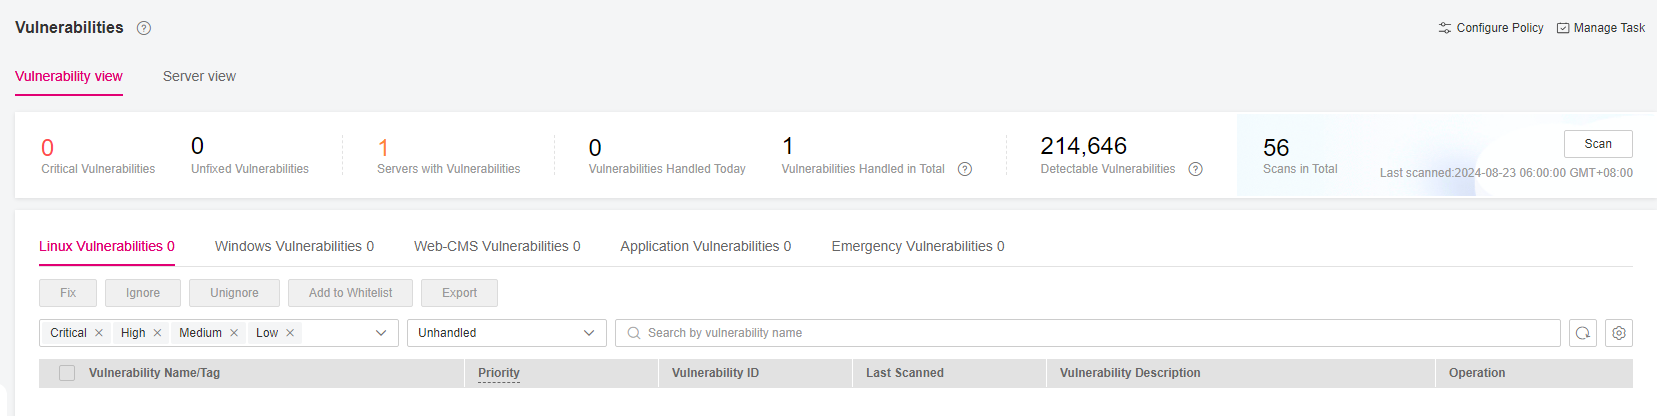 Vulnerabilities ?
Configure Policy Manage Task
Vulnerability view Server view
0 0 1 0 1 214,646 56 Scan
Critical Vulnerabilities Unfixed Vulnerabilities Servers with Vulnerabilities Vulnerabilities Handled Today Vulnerabilities Handled in Total ? Detectable Vulnerabilities ? Scans in Total Last scanned:2024-08-23 06:00:00 GMT+08:00
Linux Vulnerabilities 0 Windows Vulnerabilities 0 Web-CMS Vulnerabilities 0 Application Vulnerabilities 0 Emergency Vulnerabilities 0
Fix Ignore Unignore Add to Whitelist Export
Critical × High × Medium × Low × Unhandled Search by vulnerability name
Vulnerability Name/Tag Priority Vulnerability ID Last Scanned Vulnerability Description Operation